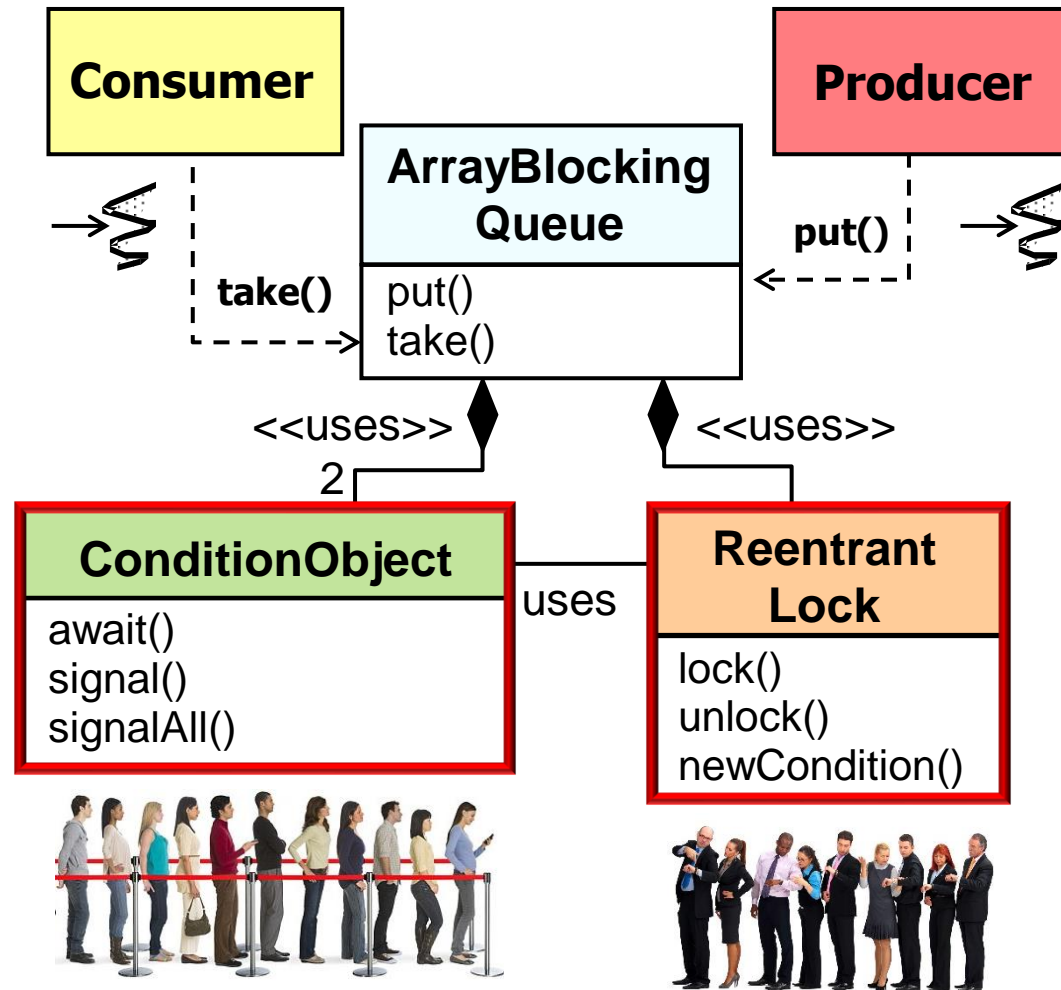 Consumer
Producer
ArrayBlocking
Queue
put()
take()
put()
take()
<<uses>>
<<uses>>
2
ConditionObject
await()
signal()
signalAll()
uses
Reentrant
Lock
lock()
unlock()
newCondition()